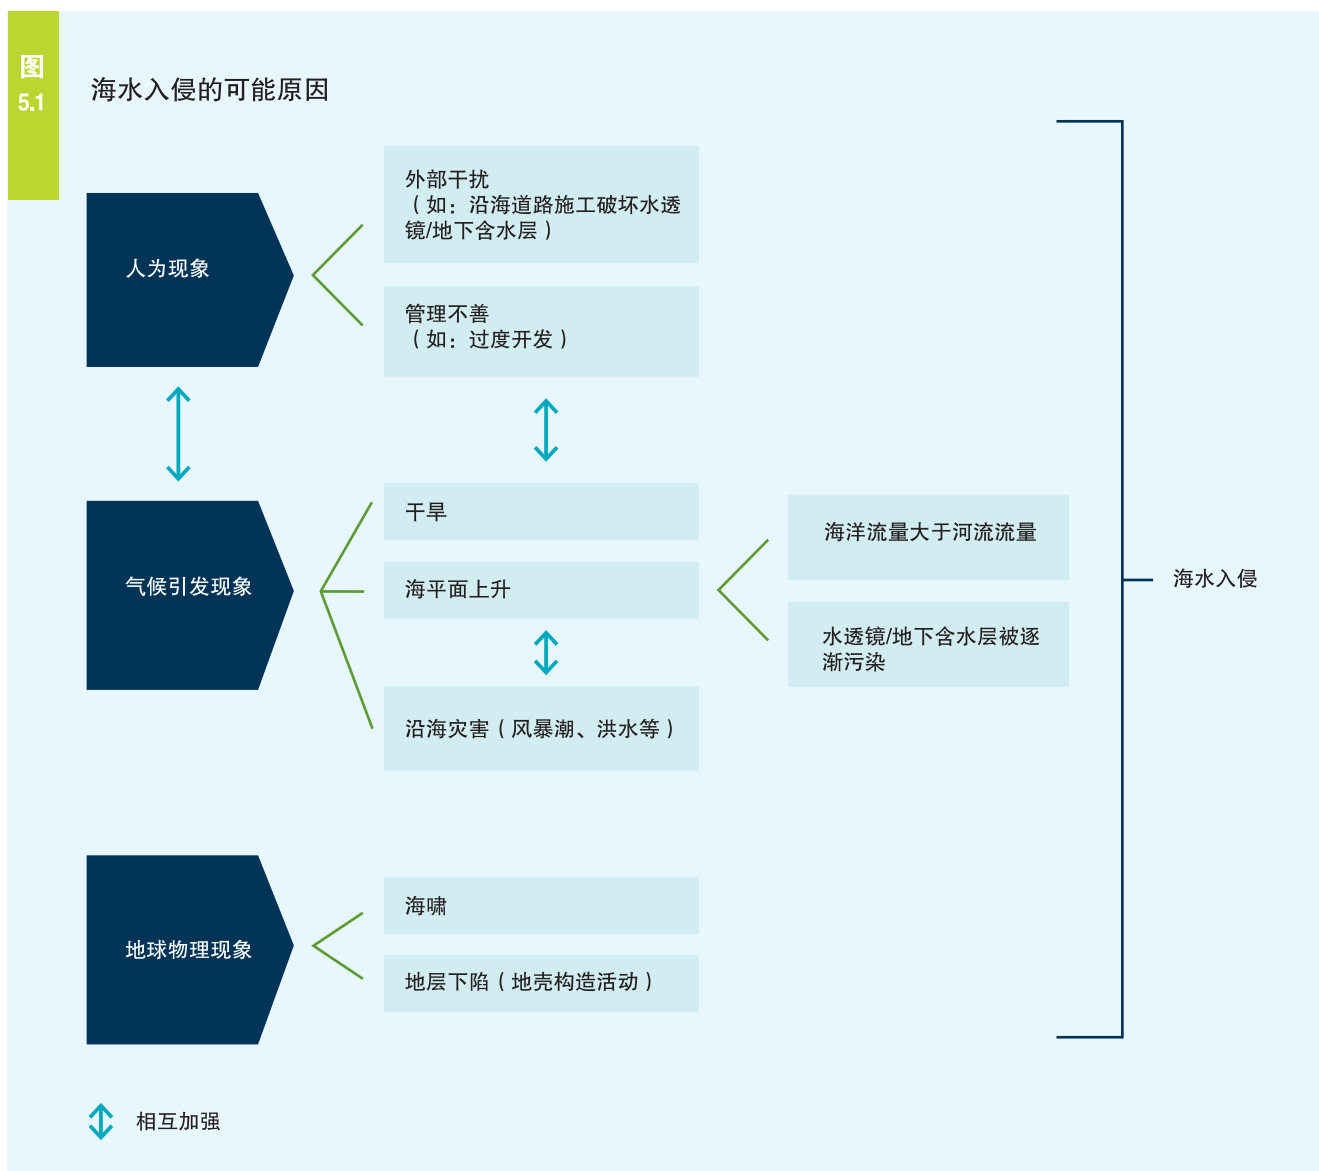 图
5.1
海水入侵的可能原因
人为现象
外部干扰
（如：沿海道路施工破坏水透
镜/地下含水层）
管理不善
（如：过度开发）
气候引发现象
干旱
海平面上升
沿海灾害（风暴潮、洪水等）
海洋流量大于河流流量
水透镜/地下含水层被逐
渐污染
海水入侵
地球物理现象
海啸
地层下陷（地壳构造活动）
相互加强